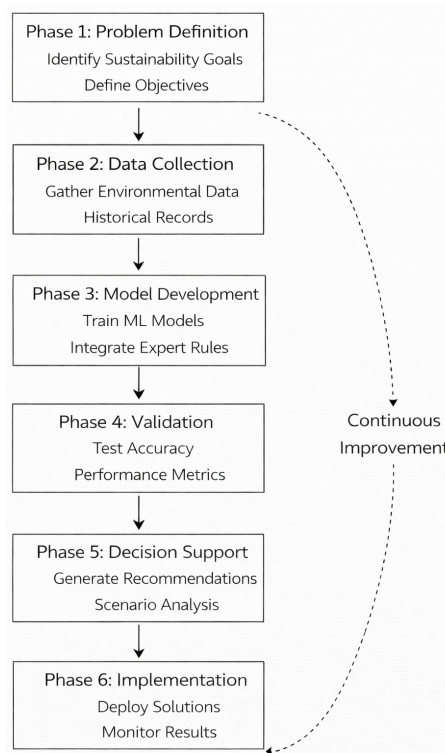 Phase 1: Problem Definition
Identify Sustainability Goals
Define Objectives
Phase 2: Data Collection
Gather Environmental Data
Historical Records
Phase 3: Model Development
Train ML Models
Integrate Expert Rules
Phase 4: Validation
Test Accuracy
Performance Metrics
Continuous
Improvement
Phase 5: Decision Support
Generate Recommendations
Scenario Analysis
Phase 6: Implementation
Deploy Solutions
Monitor Results